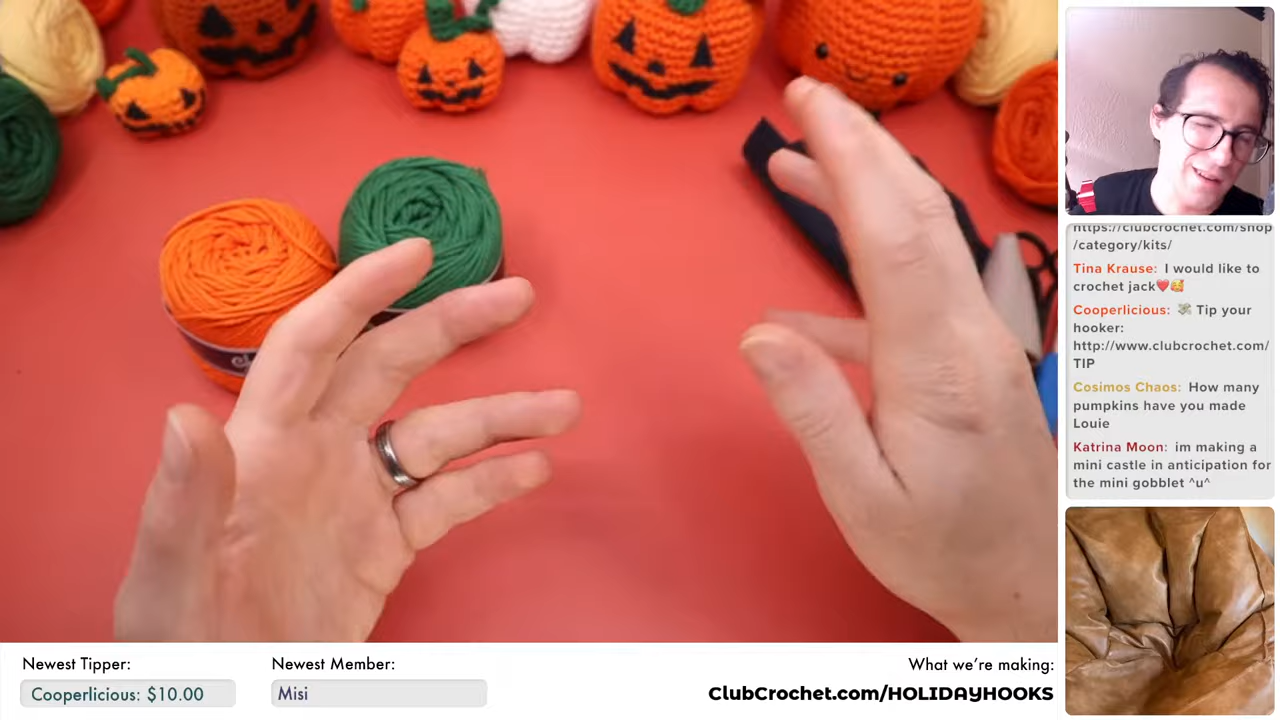 https://clubcrochet.com/shop
/category/kits/
Tina Krause: I would like to
crochet jack❤️🥰
Cooperlicious: 💸 Tip your
hooker:
http://www.clubcrochet.com/
TIP
Cosimos Chaos: How many
pumpkins have you made
Louie
Katrina Moon: im making a
mini castle in anticipation for
the mini gobblet ^u^
Newest Tipper:
Cooperlicious: $10.00
Newest Member:
Misi
What we're making:
ClubCrochet.com/HOLIDAYHOOKS